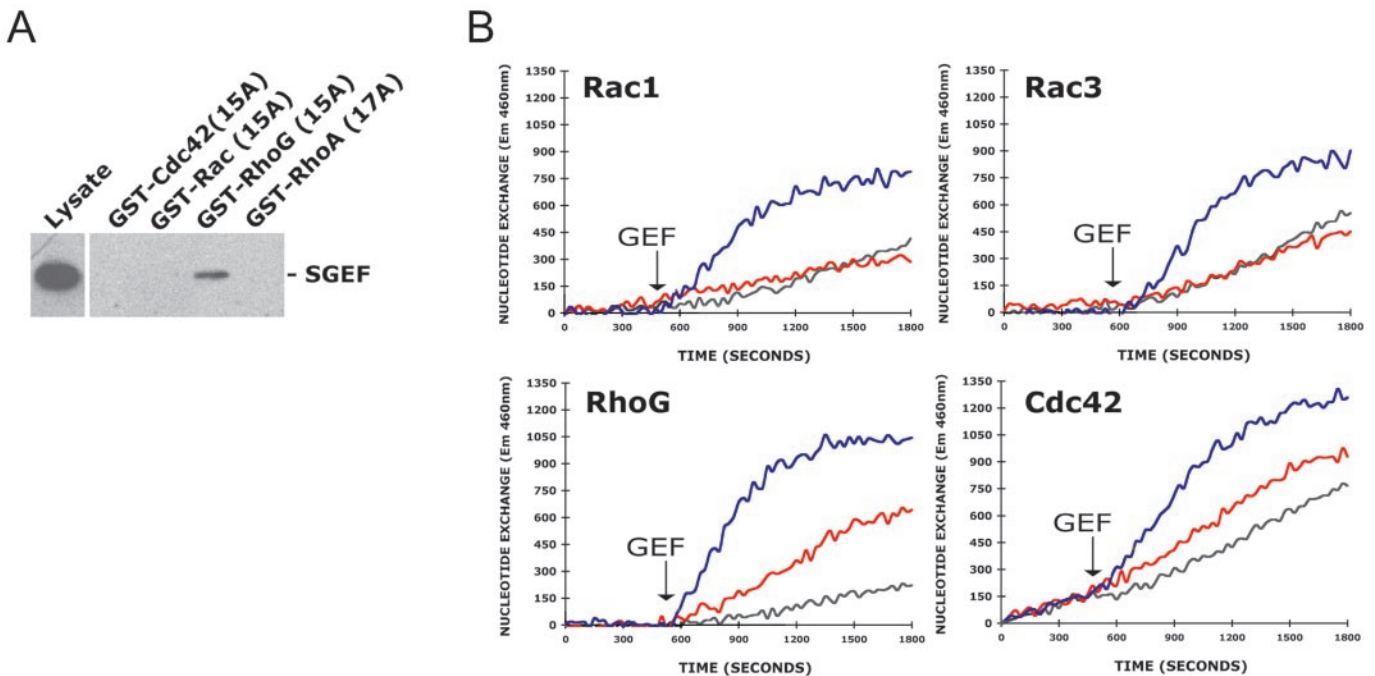 A
Lysate
GST-Cdc42(15A)
GST-Rac (15A)
GST-RhoG (15A)
GST-RhoA (17A)
- SGEF
B
Rac1
NUCLEOTIDE EXCHANGE (Em 460nm)
1350
1200
1050
900
750
600
450
300
150
0
GEF
0 300 600 900 1200 1500 1800
TIME (SECONDS)
Rac3
NUCLEOTIDE EXCHANGE (Em 460nm)
1350
1200
1050
900
750
600
450
300
150
0
GEF
0 300 600 900 1200 1500 1800
TIME (SECONDS)
RhoG
NUCLEOTIDE EXCHANGE (Em 460nm)
1350
1200
1050
900
750
600
450
300
150
0
GEF
0 300 600 900 1200 1500 1800
TIME (SECONDS)
Cdc42
NUCLEOTIDE EXCHANGE (Em 460nm)
1350
1200
1050
900
750
600
450
300
150
0
GEF
0 300 600 900 1200 1500 1800
TIME (SECONDS)